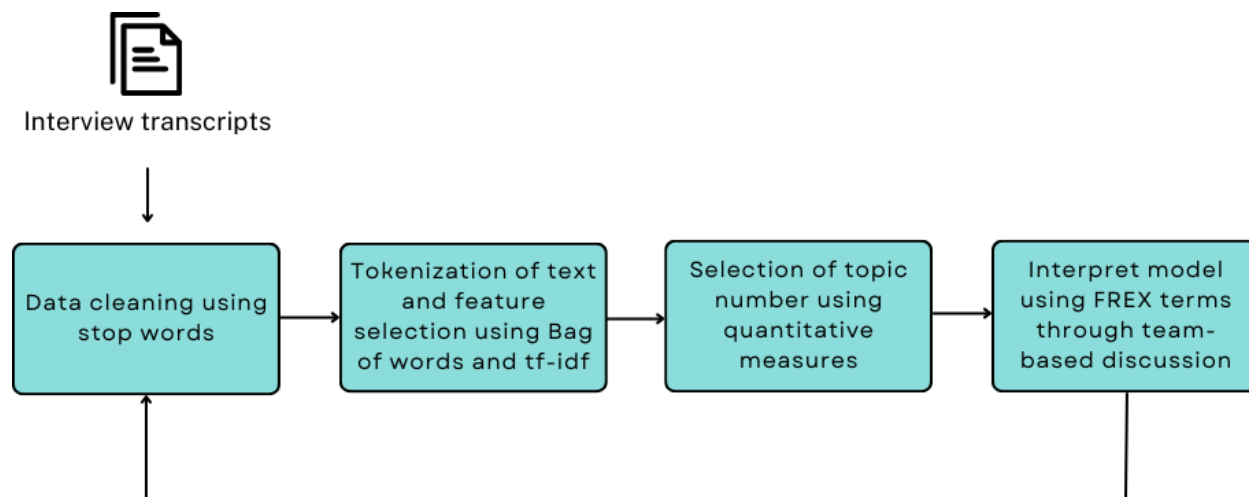 Interview transcripts
Data cleaning using
stop words
Tokenization of text
and feature
selection using Bag
of words and tf-idf
Selection of topic
number using
quantitative
measures
Interpret model
using FREX terms
through team-
based discussion